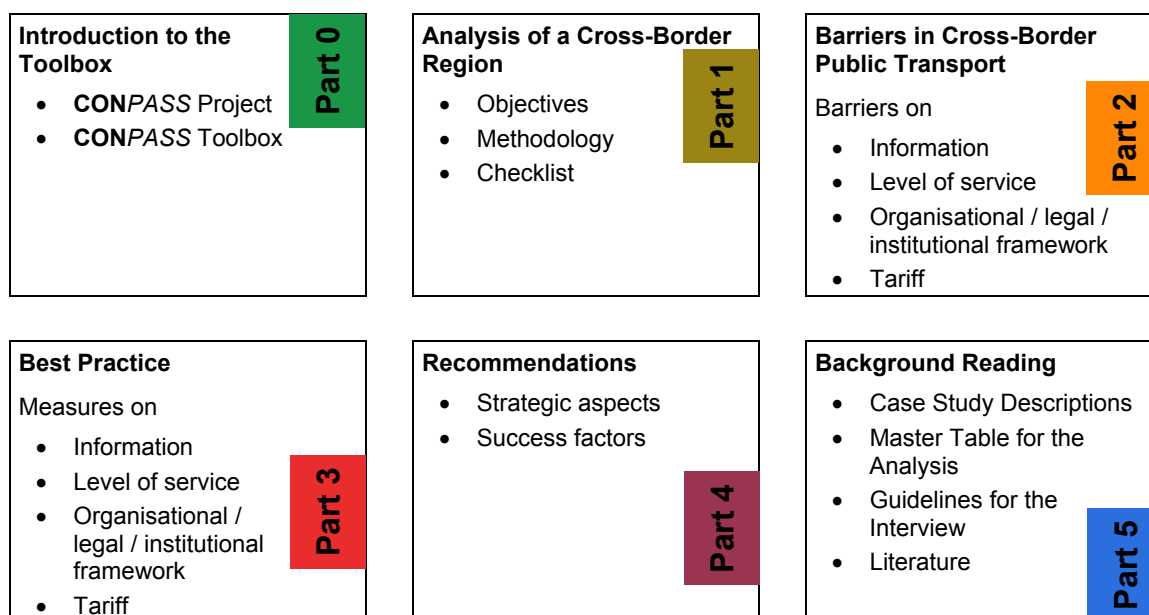 Introduction to the
Toolbox
• CONPASS Project
• CONPASS Toolbox
Part 0
Analysis of a Cross-Border
Region
• Objectives
• Methodology
• Checklist
Part 1
Barriers in Cross-Border
Public Transport
Barriers on
• Information
• Level of service
• Organisational / legal /
institutional framework
• Tariff
Part 2
Best Practice
Measures on
• Information
• Level of service
• Organisational /
legal / institutional
framework
• Tariff
Part 3
Recommendations
• Strategic aspects
• Success factors
Part 4
Background Reading
• Case Study Descriptions
• Master Table for the
Analysis
• Guidelines for the
Interview
• Literature
Part 5